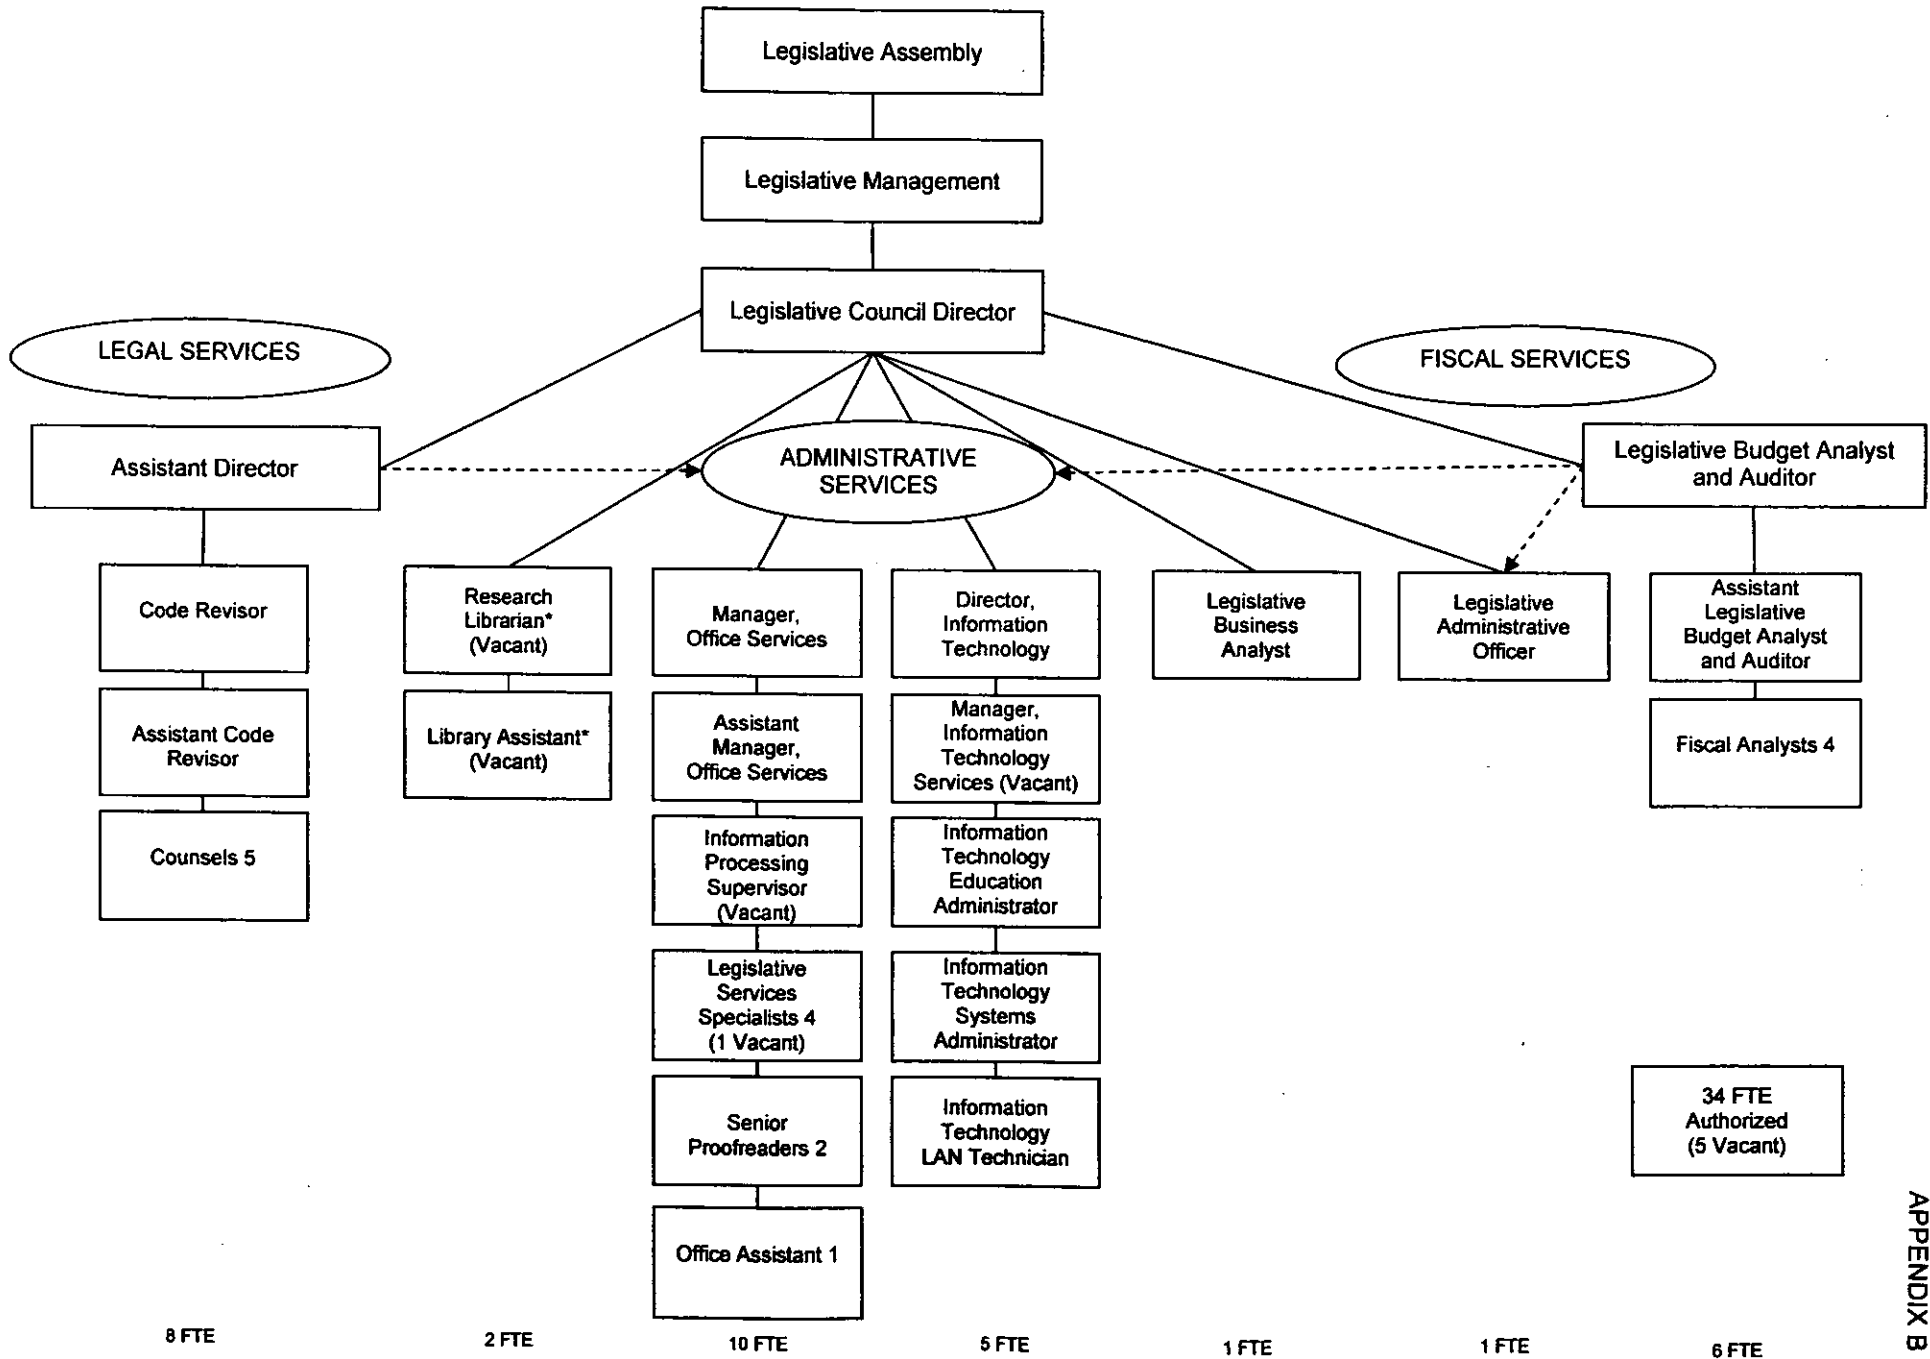 Legislative Assembly
Legislative Management
Legislative Council Director
LEGAL SERVICES
FISCAL SERVICES
Assistant Director
ADMINISTRATIVE
SERVICES
Legislative Budget Analyst
and Auditor
Code Revisor
Assistant Code
Revisor
Counsels 5
Research
Librarian*
(Vacant)
Library Assistant*
(Vacant)
Manager,
Office Services
Assistant
Manager,
Office Services
Information
Processing
Supervisor
(Vacant)
Legislative
Services
Specialists 4
(1 Vacant)
Senior
Proofreaders 2
Office Assistant 1
Director,
Information
Technology
Manager,
Information
Technology
Services (Vacant)
Information
Technology
Education
Administrator
Information
Technology
Systems
Administrator
Information
Technology
LAN Technician
Legislative
Business
Analyst
Legislative
Administrative
Officer
Assistant
Legislative
Budget Analyst
and Auditor
Fiscal Analysts 4
34 FTE
Authorized
(5 Vacant)
8 FTE
2 FTE
10 FTE
5 FTE
1 FTE
1 FTE
6 FTE
APPENDIX B